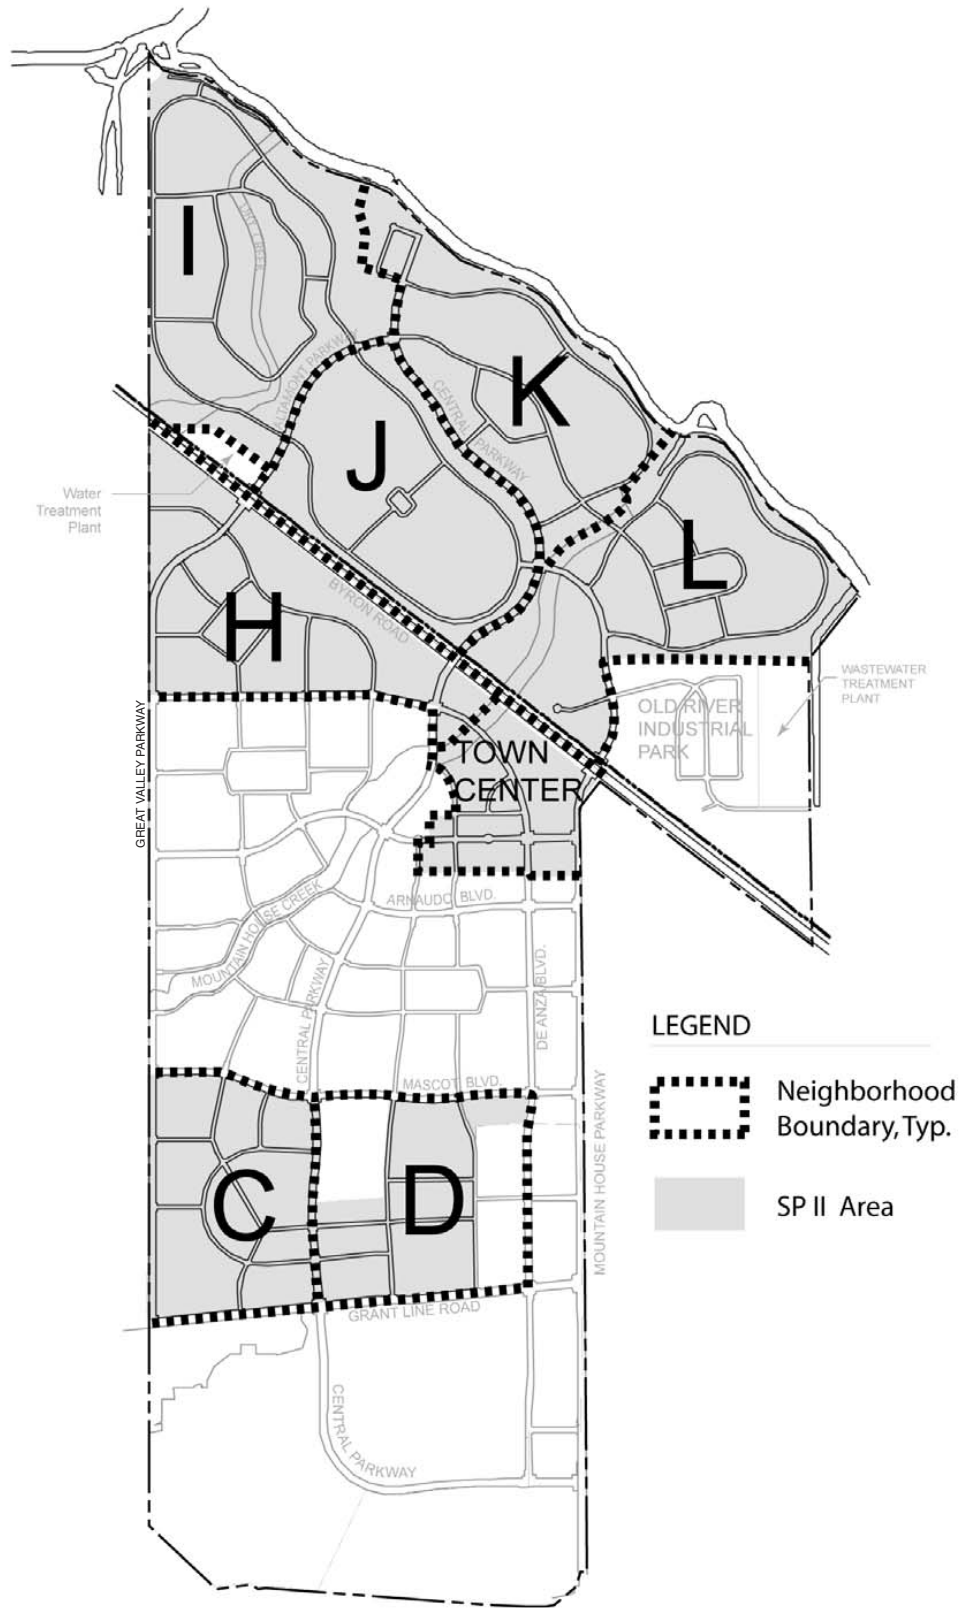 I
DRY CREEK
K
ALTAMONT PARKWAY
CENTRAL PARKWAY
J
Water
Treatment
Plant
L
BYRON ROAD
H
WASTEWATER
TREATMENT
PLANT
OLD RIVER
INDUSTRIAL
PARK
GREAT VALLEY PARKWAY
TOWN
CENTER
ARNAUDO BLVD.
MOUNTAIN HOUSE CREEK
CENTRAL PARKWAY
DE ANZA BLVD.
LEGEND
MASCOT BLVD.
Neighborhood
Boundary, Typ.
MOUNTAIN HOUSE PARKWAY
C
D
SP II Area
GRANT LINE ROAD
CENTRAL PARKWAY